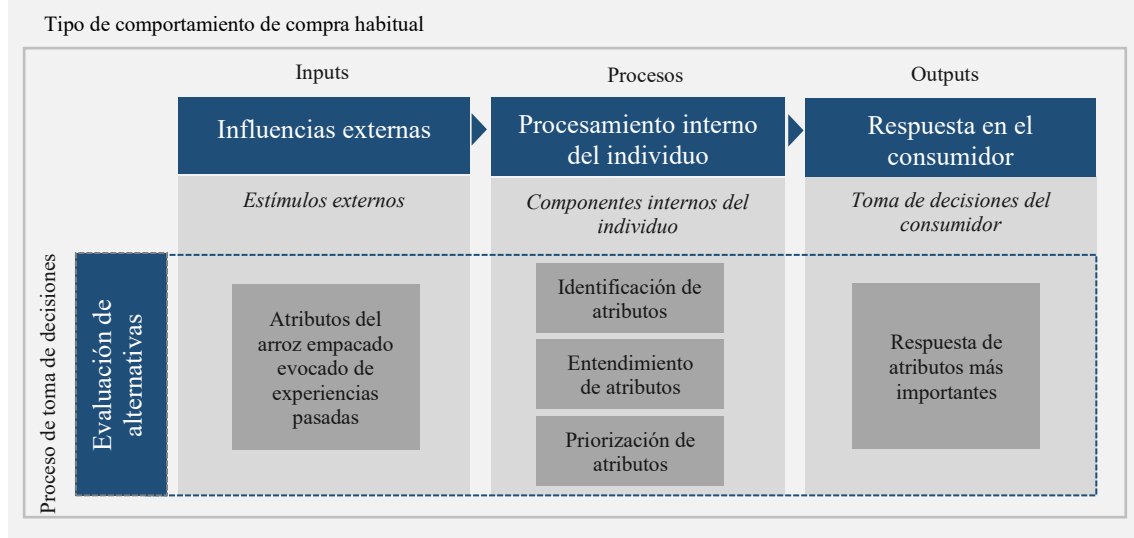 Tipo de comportamiento de compra habitual
Inputs
Procesos
Outputs
Influencias externas
Procesamiento interno
del individuo
Respuesta en el
consumidor
Estímulos externos
Componentes internos del
individuo
Toma de decisiones del
consumidor
Proceso de toma de decisiones
Evaluación de
alternativas
Atributos del
arroz empacado
evocado de
experiencias
pasadas
Identificación de
atributos
Entendimiento
de atributos
Priorización de
atributos
Respuesta de
atributos más
importantes